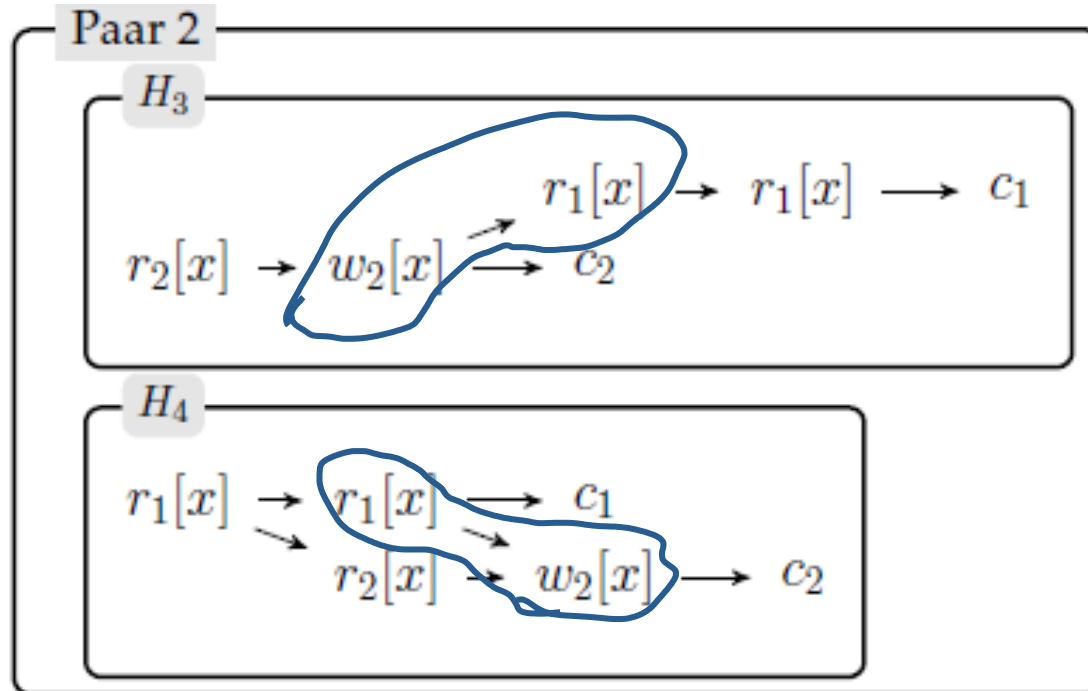 Paar 2
H₃
r₁[x] → r₁[x] → c₁
r₂[x] → w₂[x] → c₂
H₄
r₁[x] → r₁[x] → c₁
r₂[x] → w₂[x] → c₂